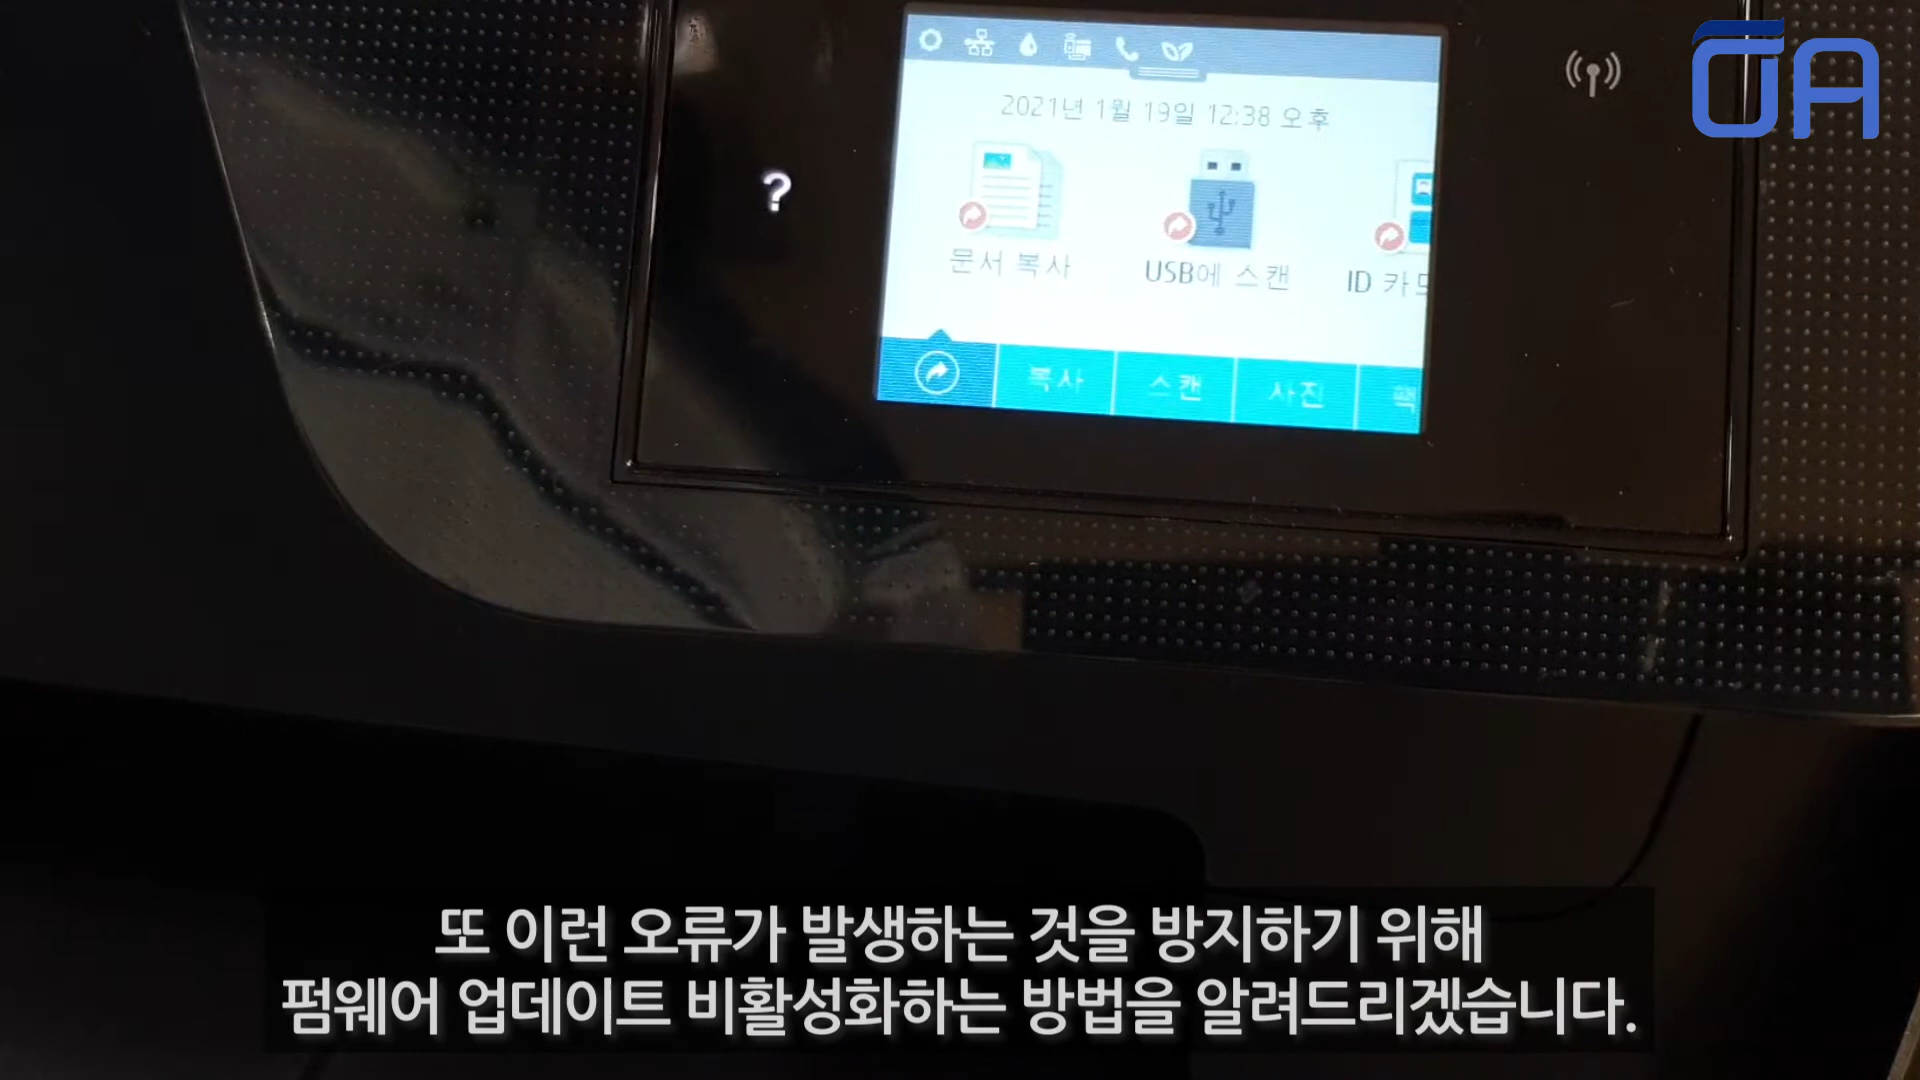 ŌA
2021년 1월 19일 12:38 오후
?
문서 복사
USB에 스캔
ID 카드
복사
스캔
사진
팩
또 이런 오류가 발생하는 것을 방지하기 위해
펌웨어 업데이트 비활성화하는 방법을 알려드리겠습니다.